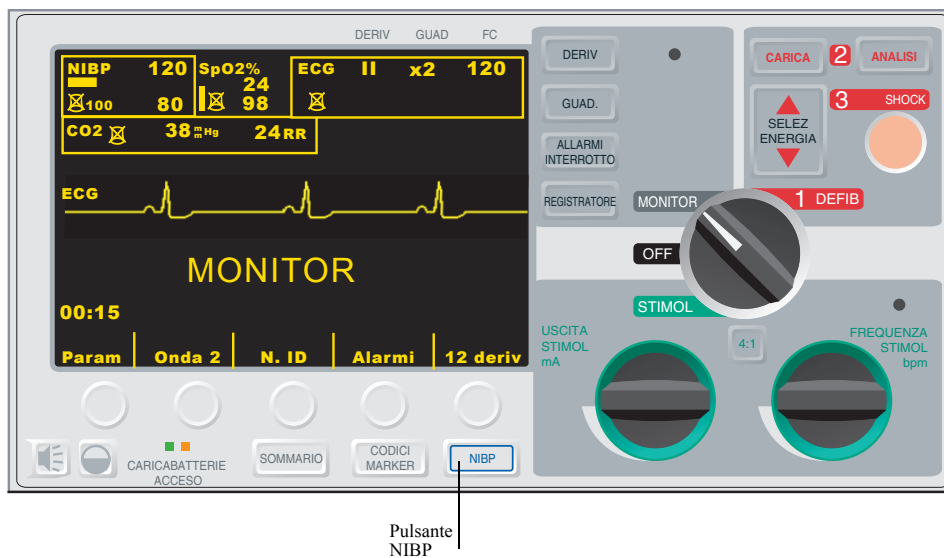 DERIV GUAD FC
NIBP 120
100 80
SpO2%
24
98
ECG II x2 120
CO2 38 mmHg 24 RR
ECG
MONITOR
00:15
Param Onda 2 N. ID Alarmi 12 deriv
CARICABATTERIE
ACCESO
SOMMARIO
CODICI
MARKER
NIBP
Pulsante
NIBP
DERIV
GUAD.
ALLARMI
INTERROTTO
REGISTRATORE
CARICA 2 ANALISI
SELEZ
ENERGIA
3 SHOCK
1 DEFIB
MONITOR
OFF
STIMOL
USCITA
STIMOL
mA
4:1
FREQUENZA
STIMOL
bpm